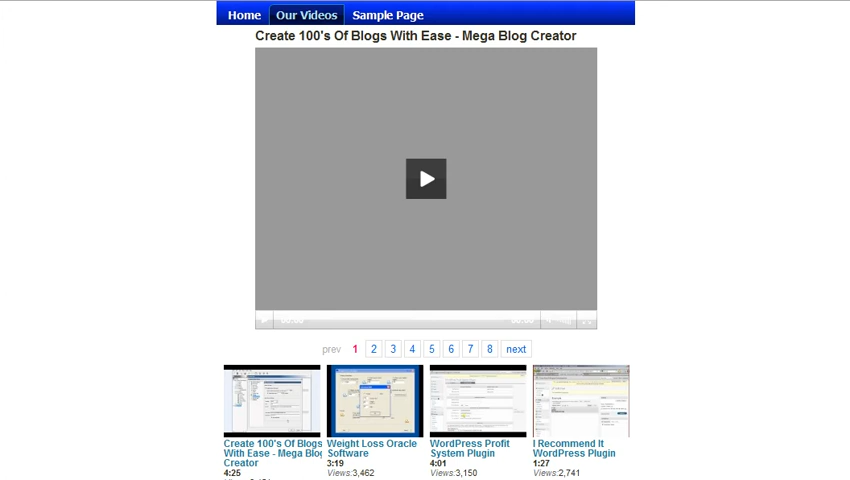 Home Our Videos Sample Page
Create 100's Of Blogs With Ease - Mega Blog Creator
prev 1 2 3 4 5 6 7 8 next
Create 100's Of Blogs
With Ease - Mega Blog
Creator
4:25
Weight Loss Oracle
Software
3:19
Views:3,462
WordPress Profit
System Plugin
4:01
Views:3,150
I Recommend It
WordPress Plugin
1:27
Views:2,741